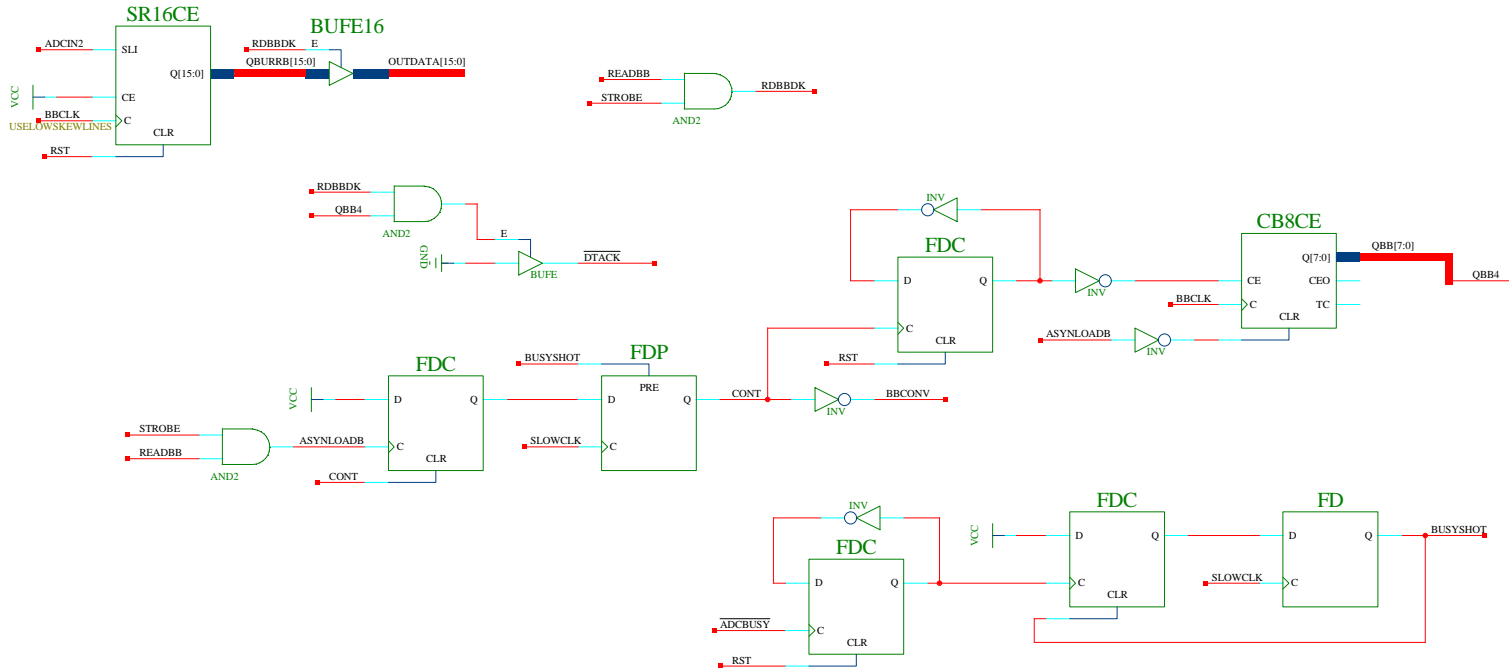 SR16CE
ADCIN2
SLI
Q[15:0]
VCC
CE
BBCLK
C
USELOWSKEWLINES
CLR
RST
BUFE16
RDBBDK
E
QBURRB[15:0]
OUTDATA[15:0]
READBB
STROBE
RDBBDK
AND2
RDBBDK
QBB4
AND2
E
GND
BUFE
DTACK
INV
FDC
D
Q
C
CLR
RST
INV
CB8CE
Q[7:0]
QBB[7:0]
QBB4
CE
CEO
BBCLK
C
TC
CLR
ASYNLOADB
INV
FDC
VCC
D
Q
STROBE
READBB
AND2
ASYNLOADB
C
CLR
CONT
BUSYSHOT
FDP
PRE
D
Q
SLOWCLK
C
CONT
INV
BBCONV
INV
FDC
D
Q
ADCBUSY
C
CLR
RST
VCC
FDC
D
Q
C
CLR
FD
D
Q
SLOWCLK
C
BUSYSHOT